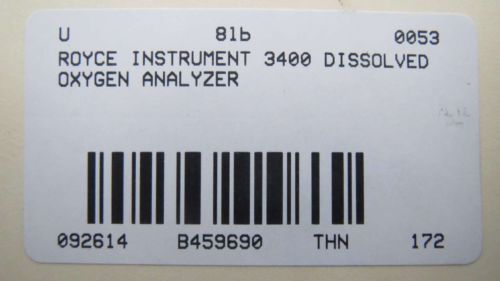 U 81b 0053
ROYCE INSTRUMENT 3400 DISSOLVED
OXYGEN ANALYZER
092614 B459690 THN 172